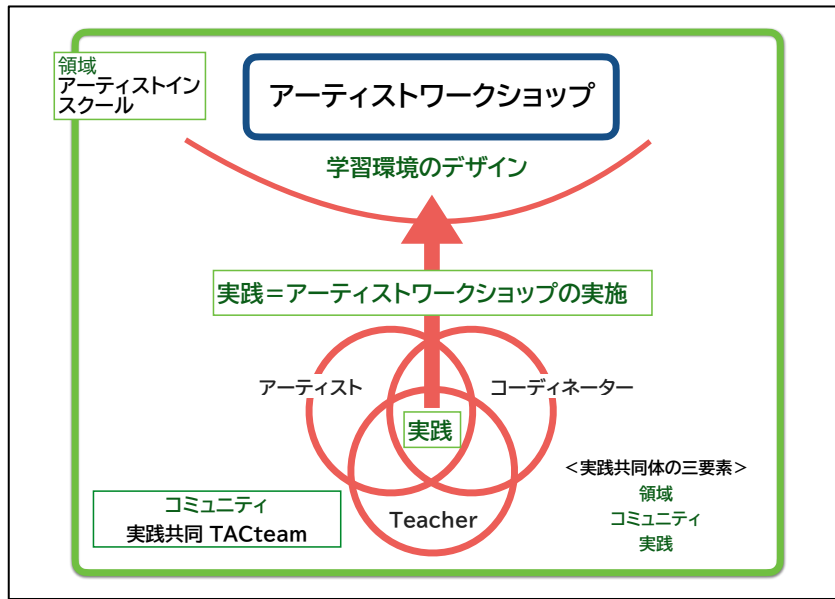 領域
アーティストイン
スクール
アーティストワークショップ
学習環境のデザイン
実践＝アーティストワークショップの実施
アーティスト
コーディネーター
実践
Teacher
コミュニティ
実践共同 TACteam
＜実践共同体の三要素＞
領域
コミュニティ
実践